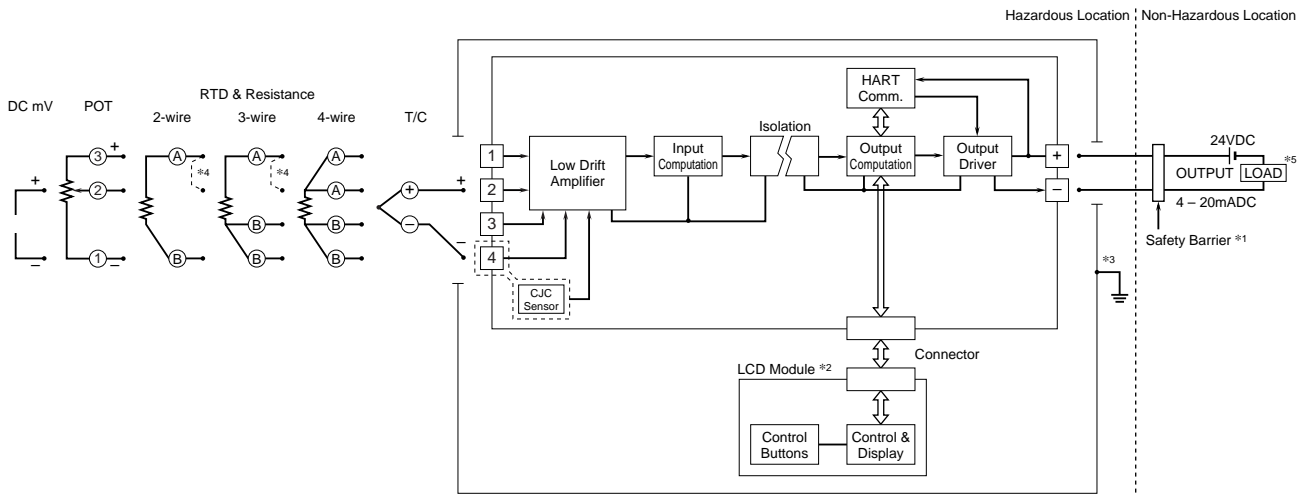 Hazardous Location
Non-Hazardous Location
DC mV
POT
RTD & Resistance
2-wire
3-wire
4-wire
T/C
+
–
3 +
2
1 –
A
*4
B
A
*4
B
B
A
A
B
B
+
–
+
–
1
2
3
4
Low Drift
Amplifier
CJC
Sensor
Input
Computation
Isolation
HART
Comm.
Output
Computation
Output
Driver
+
–
24VDC
OUTPUT
LOAD
*5
4 – 20mADC
Safety Barrier *1
*3
Connector
LCD Module *2
Control
Buttons
Control &
Display